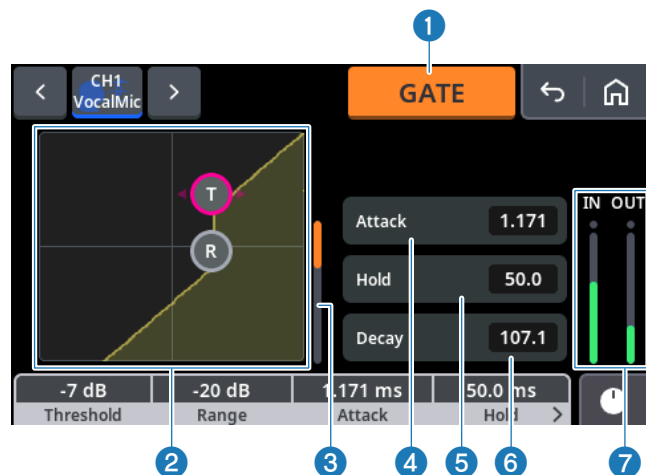 1
CH1
VocalMic
GATE
T
R
IN OUT
Attack 1.171
Hold 50.0
Decay 107.1
-7 dB -20 dB 1.171 ms 50.0 ms
Threshold Range Attack Hold
2 3 4 5 6 7